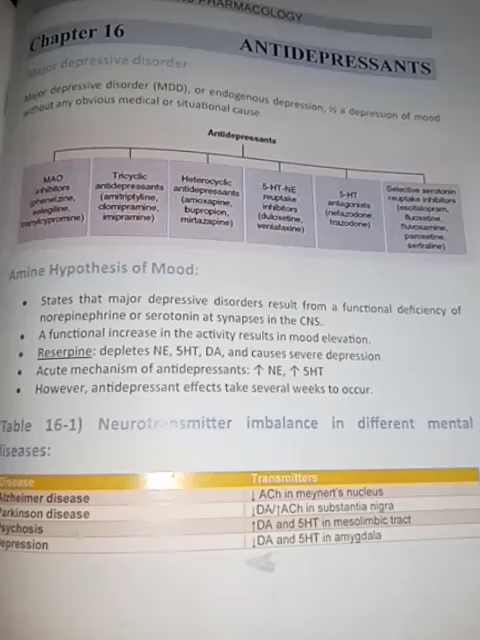 PHARMACOLOGY
Chapter 16
ANTIDEPRESSANTS
Major depressive disorder:
Major depressive disorder (MDD), or endogenous depression, is a depression of mood
without any obvious medical or situational cause.
Antidepressants
MAO
inhibitors
(phenelzine,
selegiline,
tranylcypromine)
Tricyclic
antidepressants
(amitriptyline,
clomipramine,
imipramine)
Heterocyclic
antidepressants
(amoxapine,
bupropion,
mirtazapine)
5-HT-NE
reuptake
inhibitors
(duloxetine,
venlafaxine)
5-HT
antagonists
(nefazodone,
trazodone)
Selective serotonin
reuptake inhibitors
(escitalopram,
fluoxetine,
fluvoxamine,
paroxetine,
sertraline)
Amine Hypothesis of Mood:
• States that major depressive disorders result from a functional deficiency of
norepinephrine or serotonin at synapses in the CNS.
• A functional increase in the activity results in mood elevation.
• Reserpine: depletes NE, 5HT, DA, and causes severe depression
• Acute mechanism of antidepressants: ↑ NE, ↑ 5HT
• However, antidepressant effects take several weeks to occur.
Table 16-1) Neurotransmitter imbalance in different mental
diseases:
Disease Transmitters
Alzheimer disease ↓ ACh in meynert's nucleus
Parkinson disease ↓DA/↑ACh in substantia nigra
Psychosis ↑DA and 5HT in mesolimbic tract
Depression ↓DA and 5HT in amygdala